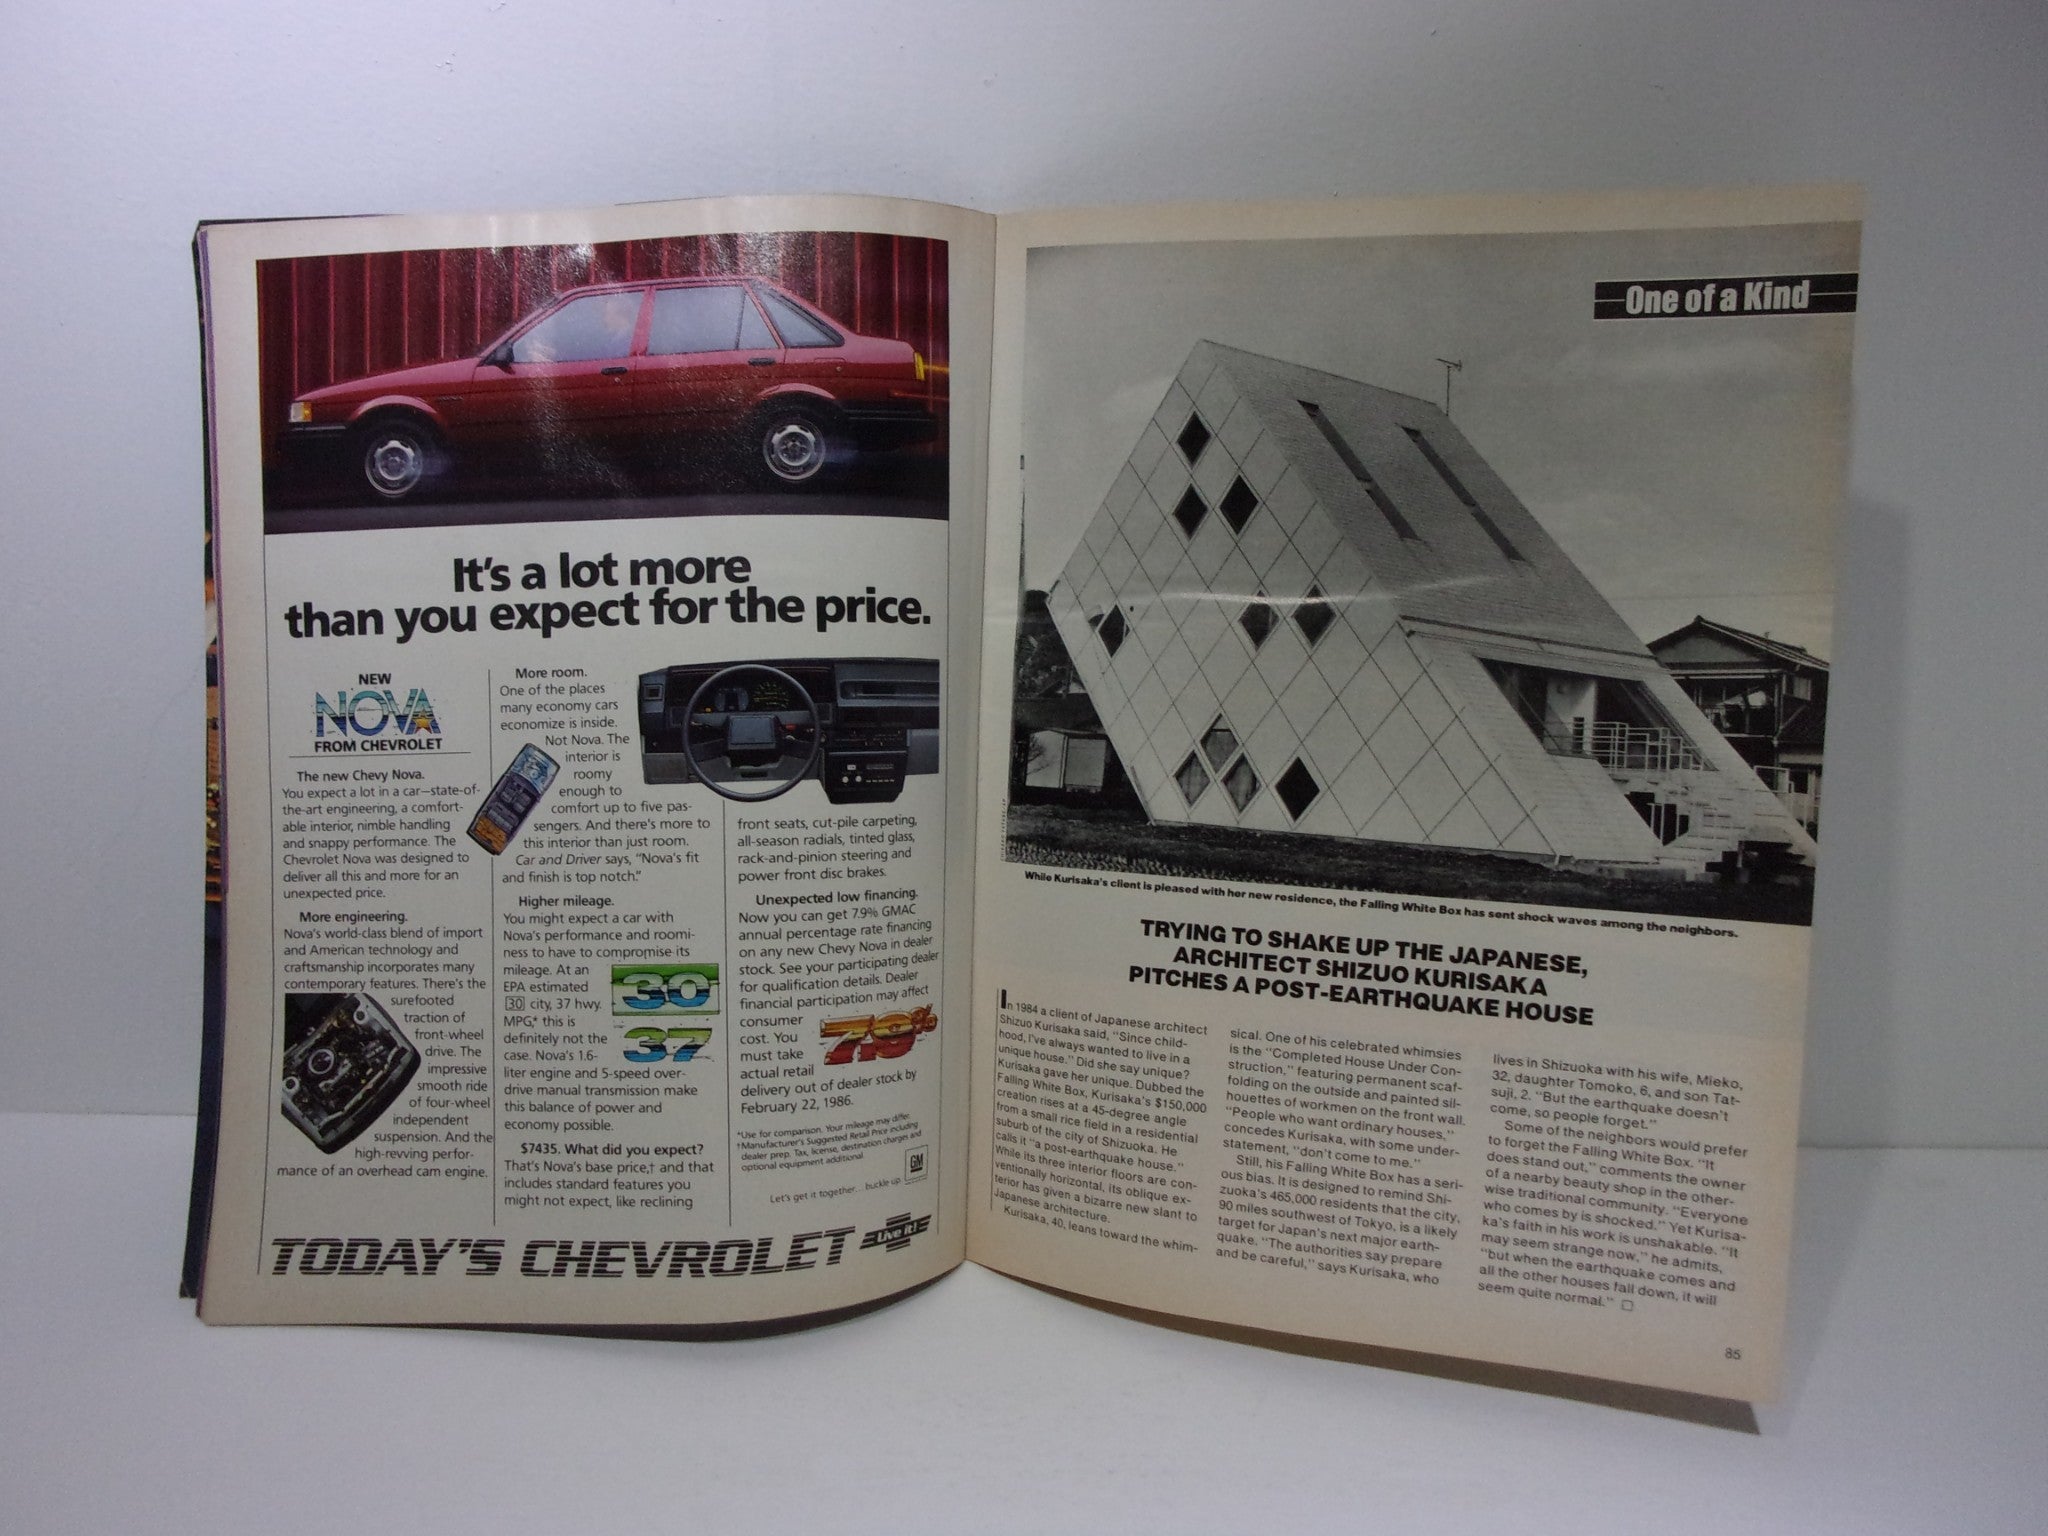 It's a lot more
than you expect for the price.
NEW
NOVA
FROM CHEVROLET
The new Chevy Nova.
You expect a lot in a car—state-of-
the-art engineering, a comfort-
able interior, nimble handling
and snappy performance. The
Chevrolet Nova was designed to
deliver all this and more for an
unexpected price.
More engineering.
Nova's world-class blend of import
and American technology and
craftsmanship incorporates many
contemporary features. There's the
surefooted
traction of
front-wheel
drive. The
impressive
smooth ride
of four-wheel
independent
suspension. And the
high-revving perfor-
mance of an overhead cam engine.
More room.
One of the places
many economy cars
economize is inside.
Not Nova. The
interior is
roomy
enough to
comfort up to five pas-
sengers. And there's more to
this interior than just room.
Car and Driver says, "Nova's fit
and finish is top notch."
Higher mileage.
You might expect a car with
Nova's performance and roomi-
ness to have to compromise its
mileage. At an
EPA estimated
30 city, 37 hwy.
MPG,* this is
definitely not the
case. Nova's 1.6-
liter engine and 5-speed over-
drive manual transmission make
this balance of power and
economy possible.
30
37
$7435. What did you expect?
That's Nova's base price,† and that
includes standard features you
might not expect, like reclining
front seats, cut-pile carpeting,
all-season radials, tinted glass,
rack-and-pinion steering and
power front disc brakes.
Unexpected low financing.
Now you can get 7.9% GMAC
annual percentage rate financing
on any new Chevy Nova in dealer
stock. See your participating dealer
for qualification details. Dealer
financial participation may affect
consumer
cost. You
must take
actual retail
delivery out of dealer stock by
February 22, 1986.
7.9%
*Use for comparison. Your mileage may differ.
†Manufacturer's Suggested Retail Price including
dealer prep. Tax, license, destination charges and
optional equipment additional.
Let's get it together... buckle up.
GM
TODAY'S CHEVROLET
Live it!
One of a Kind
While Kurisaka's client is pleased with her new residence, the Falling White Box has sent shock waves among the neighbors.
TRYING TO SHAKE UP THE JAPANESE,
ARCHITECT SHIZUO KURISAKA
PITCHES A POST-EARTHQUAKE HOUSE
In 1984 a client of Japanese architect
Shizuo Kurisaka said, "Since child-
hood, I've always wanted to live in a
unique house." Did she say unique?
Kurisaka gave her unique. Dubbed the
Falling White Box, Kurisaka's $150,000
creation rises at a 45-degree angle
from a small rice field in a residential
suburb of the city of Shizuoka. He
calls it "a post-earthquake house."
While its three interior floors are con-
ventionally horizontal, its oblique ex-
terior has given a bizarre new slant to
Japanese architecture.
Kurisaka, 40, leans toward the whim-
sical. One of his celebrated whimsies
is the "Completed House Under Con-
struction," featuring permanent scaf-
folding on the outside and painted sil-
houettes of workmen on the front wall.
"People who want ordinary houses,"
concedes Kurisaka, with some under-
statement, "don't come to me."
Still, his Falling White Box has a seri-
ous bias. It is designed to remind Shi-
zuoka's 465,000 residents that the city,
90 miles southwest of Tokyo, is a likely
target for Japan's next major earth-
quake. "The authorities say prepare
and be careful," says Kurisaka, who
lives in Shizuoka with his wife, Mieko,
32, daughter Tomoko, 6, and son Tat-
suji, 2. "But the earthquake doesn't
come, so people forget."
Some of the neighbors would prefer
to forget the Falling White Box. "It
does stand out," comments the owner
of a nearby beauty shop in the other-
wise traditional community. "Everyone
who comes by is shocked." Yet Kurisa-
ka's faith in his work is unshakable. "It
may seem strange now," he admits,
"but when the earthquake comes and
all the other houses fall down, it will
seem quite normal." □
85